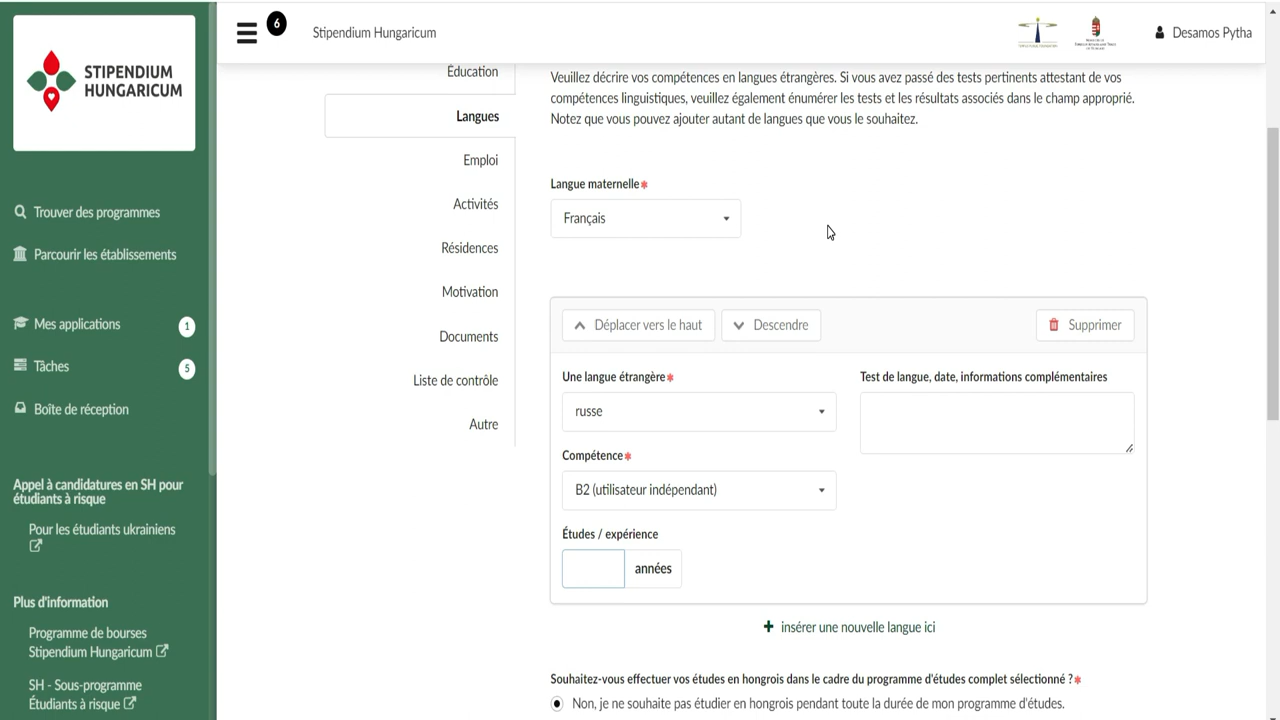 STIPENDIUM
HUNGARICUM
Trouver des programmes
Parcourir les établissements
Mes applications 1
Tâches 5
Boîte de réception
Appel à candidatures en SH pour
étudiants à risque
Pour les étudiants ukrainiens
Plus d'information
Programme de bourses
Stipendium Hungaricum
SH - Sous-programme
Étudiants à risque
6
Stipendium Hungaricum
Desamos Pytha
Éducation
Langues
Emploi
Activités
Résidences
Motivation
Documents
Liste de contrôle
Autre
Veuillez décrire vos compétences en langues étrangères. Si vous avez passé des tests pertinents attestant de vos
compétences linguistiques, veuillez également énumérer les tests et les résultats associés dans le champ approprié.
Notez que vous pouvez ajouter autant de langues que vous le souhaitez.
Langue maternelle*
Français
Déplacer vers le haut
Descendre
Supprimer
Une langue étrangère*
russe
Test de langue, date, informations complémentaires
Compétence*
B2 (utilisateur indépendant)
Études / expérience
années
+ insérer une nouvelle langue ici
Souhaitez-vous effectuer vos études en hongrois dans le cadre du programme d'études complet sélectionné ?*
Non, je ne souhaite pas étudier en hongrois pendant toute la durée de mon programme d'études.